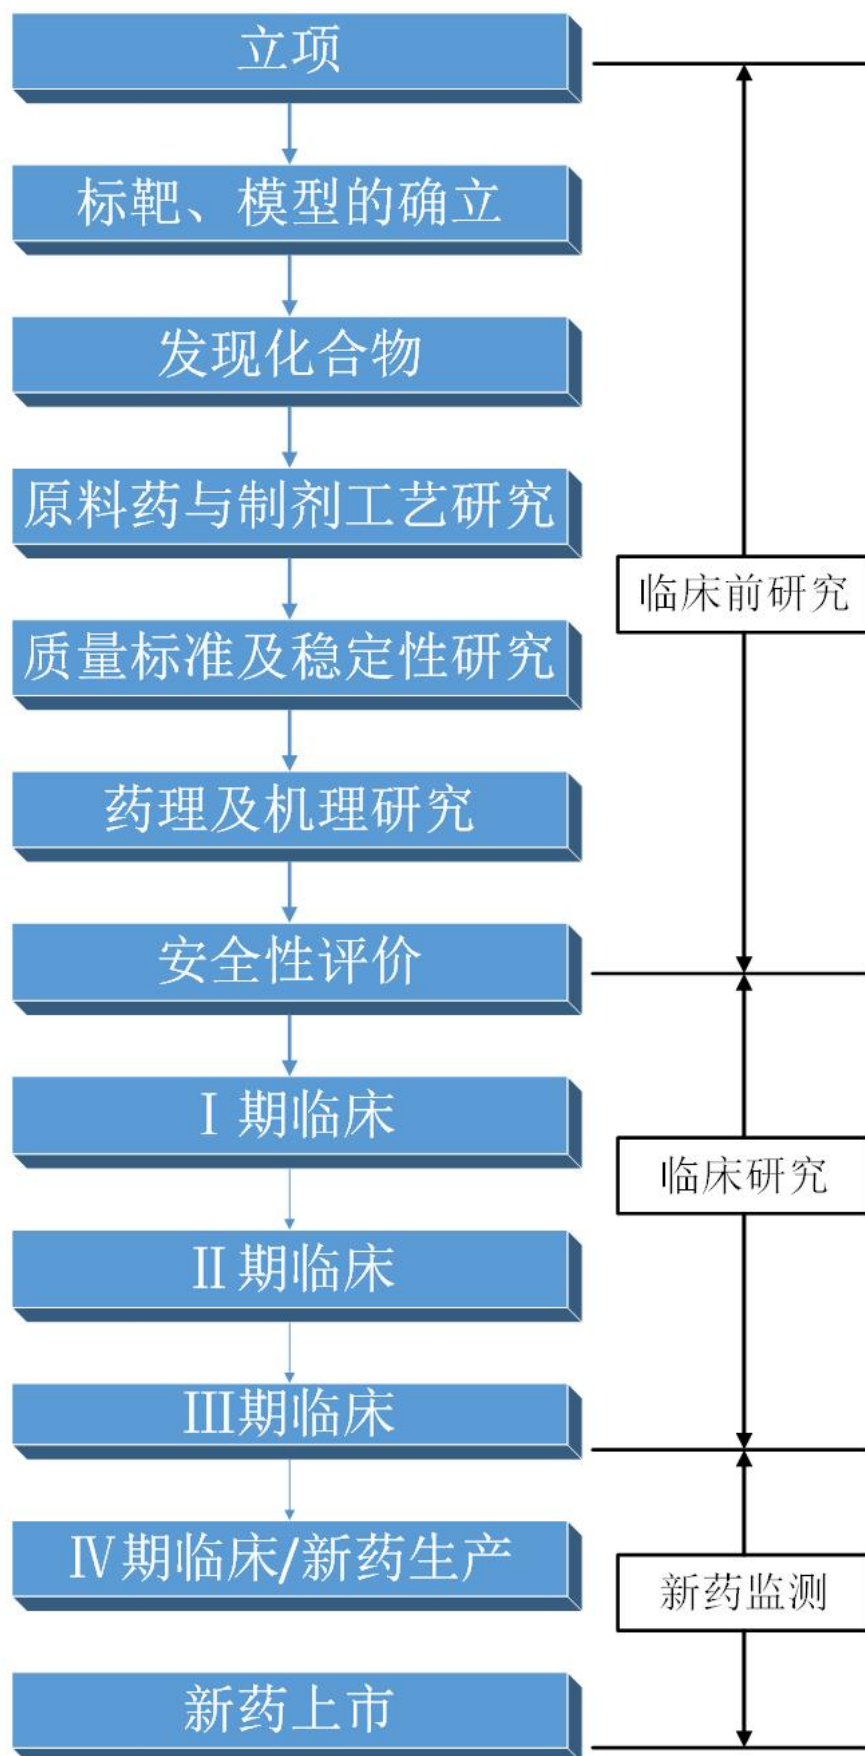 立项
标靶、模型的确立
发现化合物
原料药与制剂工艺研究
质量标准及稳定性研究
药理及机理研究
安全性评价
Ⅰ期临床
Ⅱ期临床
Ⅲ期临床
Ⅳ期临床/新药生产
新药上市
临床前研究
临床研究
新药监测